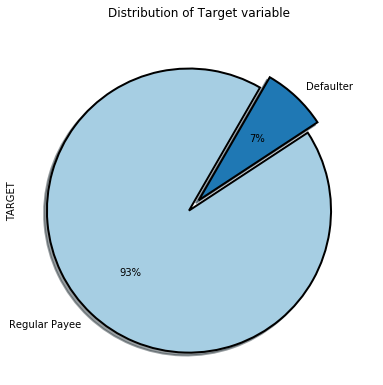 Distribution of Target variable
Defaulter
7%
TARGET
93%
Regular Payee